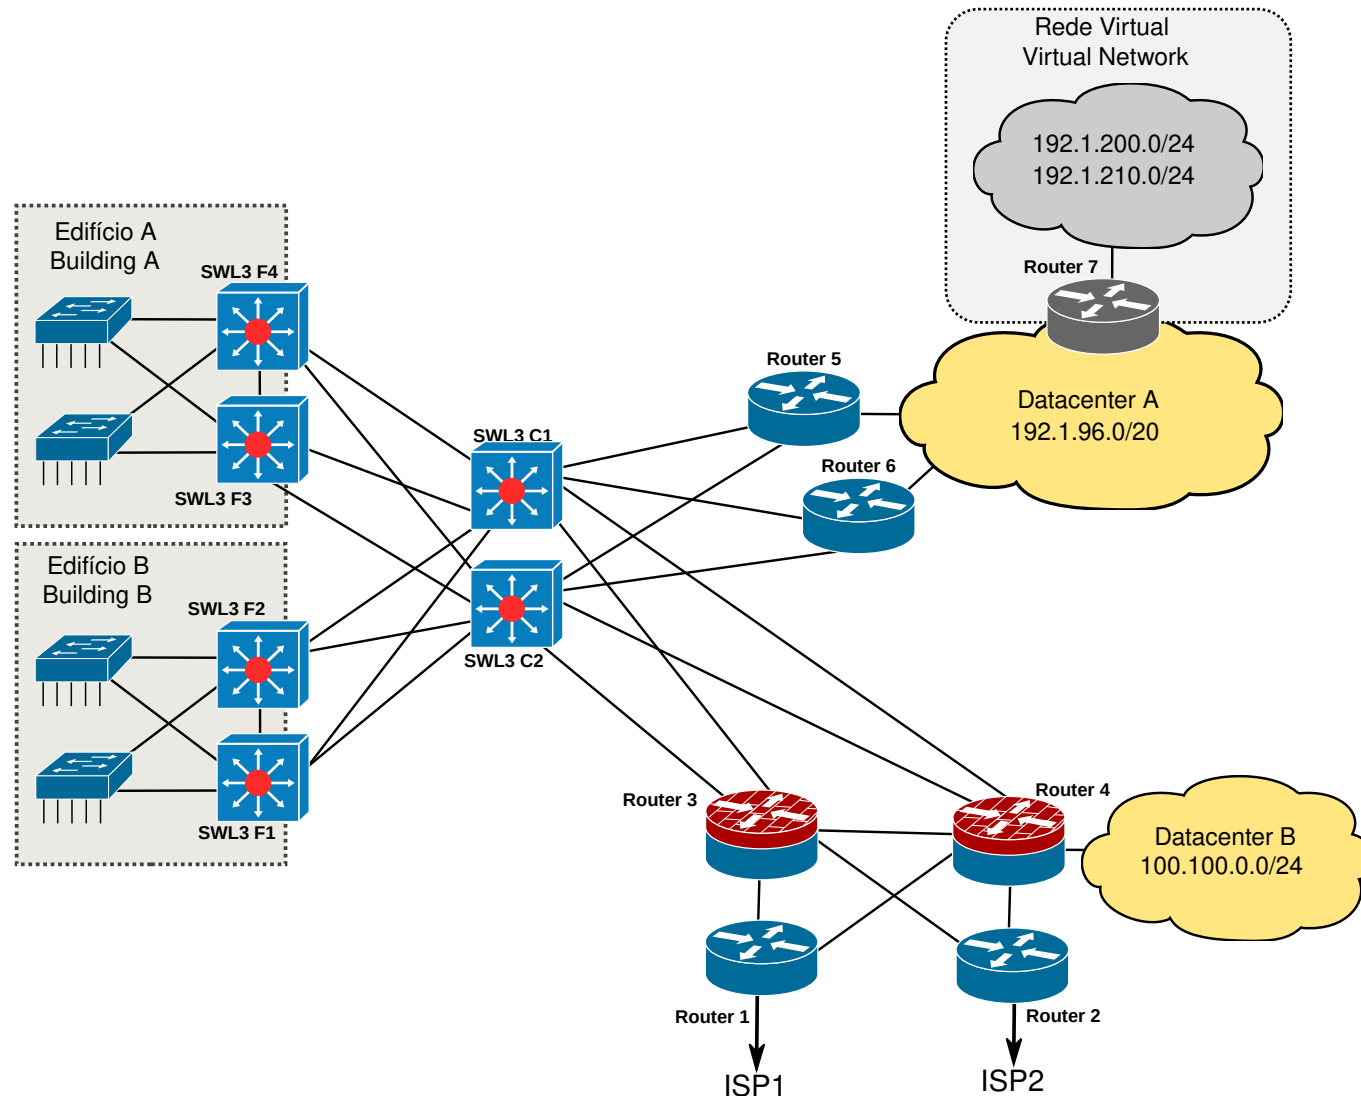 Rede Virtual
Virtual Network
192.1.200.0/24
192.1.210.0/24
Router 7
Edifício A
Building A
SWL3 F4
SWL3 F3
Router 5
Datacenter A
192.1.96.0/20
SWL3 C1
Router 6
Edifício B
Building B
SWL3 F2
SWL3 C2
SWL3 F1
Router 3
Router 4
Datacenter B
100.100.0.0/24
Router 1
Router 2
ISP1
ISP2